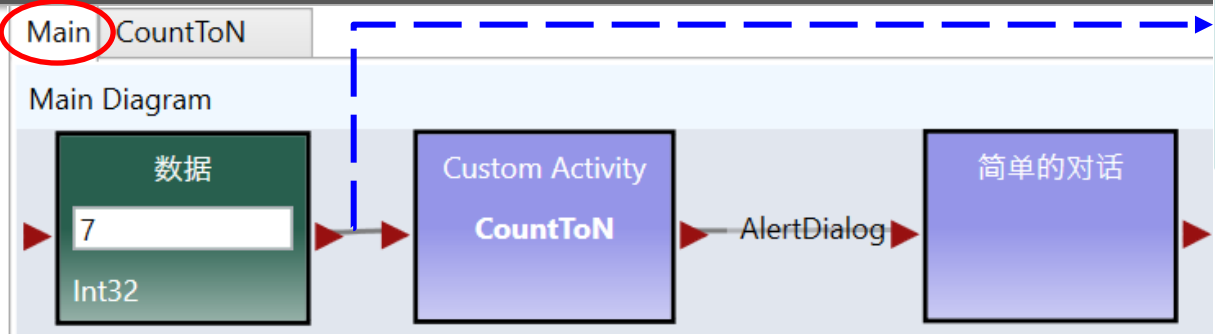 Main
CountToN
Main Diagram
数据
7
Int32
Custom Activity
CountToN
AlertDialog
简单的对话